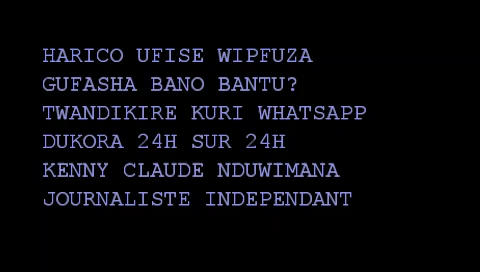 HARICO UFISE WIPFUZA
GUFASHA BANO BANTU?
TWANDIKIRE KURI WHATSAPP
DUKORA 24H SUR 24H
KENNY CLAUDE NDUWIMANA
JOURNALISTE INDEPENDANT